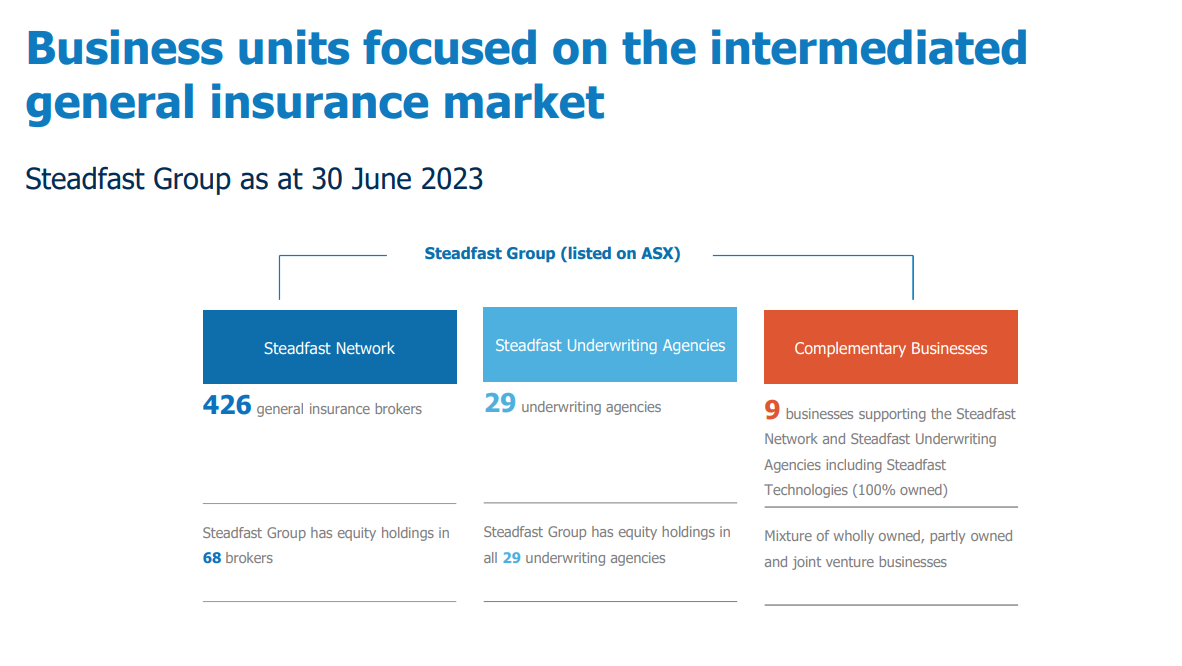 Business units focused on the intermediated
general insurance market
Steadfast Group as at 30 June 2023
Steadfast Group (listed on ASX)
Steadfast Network
426 general insurance brokers
Steadfast Group has equity holdings in
68 brokers
Steadfast Underwriting Agencies
29 underwriting agencies
Steadfast Group has equity holdings in
all 29 underwriting agencies
Complementary Businesses
9 businesses supporting the Steadfast
Network and Steadfast Underwriting
Agencies including Steadfast
Technologies (100% owned)
Mixture of wholly owned, partly owned
and joint venture businesses